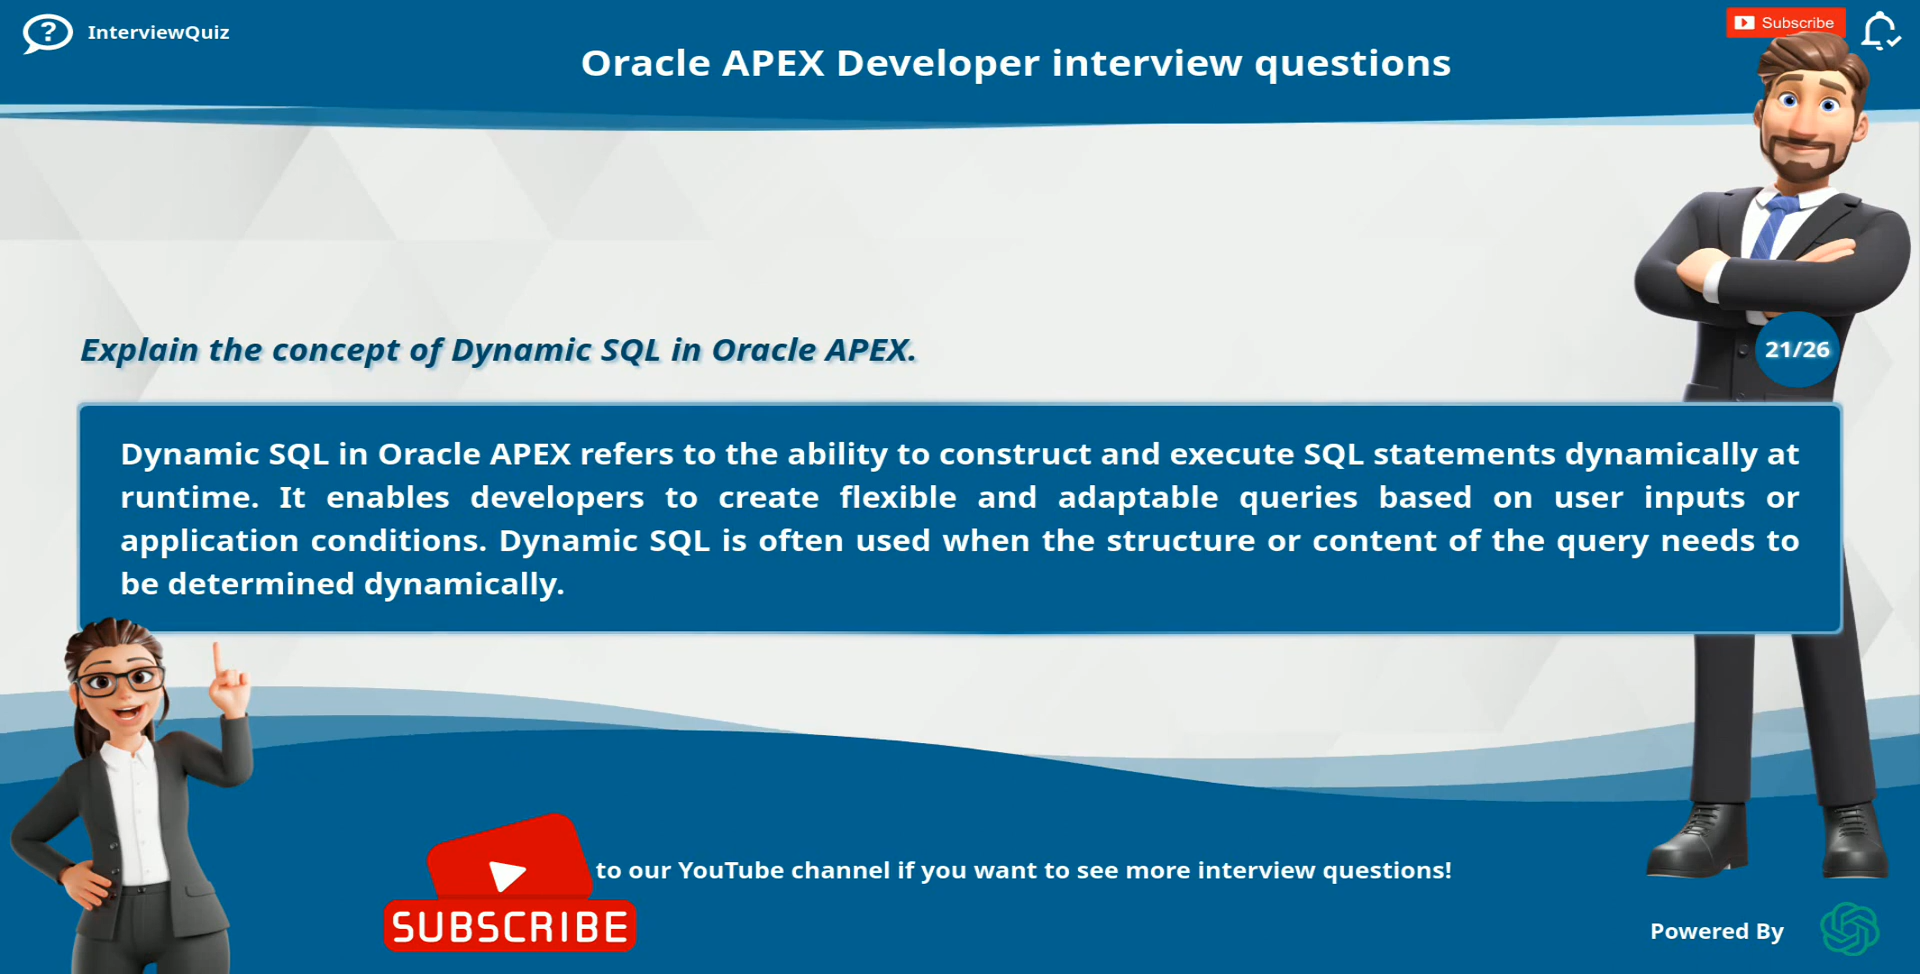 InterviewQuiz
Subscribe
Oracle APEX Developer interview questions
Explain the concept of Dynamic SQL in Oracle APEX.
21/26
Dynamic SQL in Oracle APEX refers to the ability to construct and execute SQL statements dynamically at
runtime. It enables developers to create flexible and adaptable queries based on user inputs or
application conditions. Dynamic SQL is often used when the structure or content of the query needs to
be determined dynamically.
to our YouTube channel if you want to see more interview questions!
SUBSCRIBE
Powered By